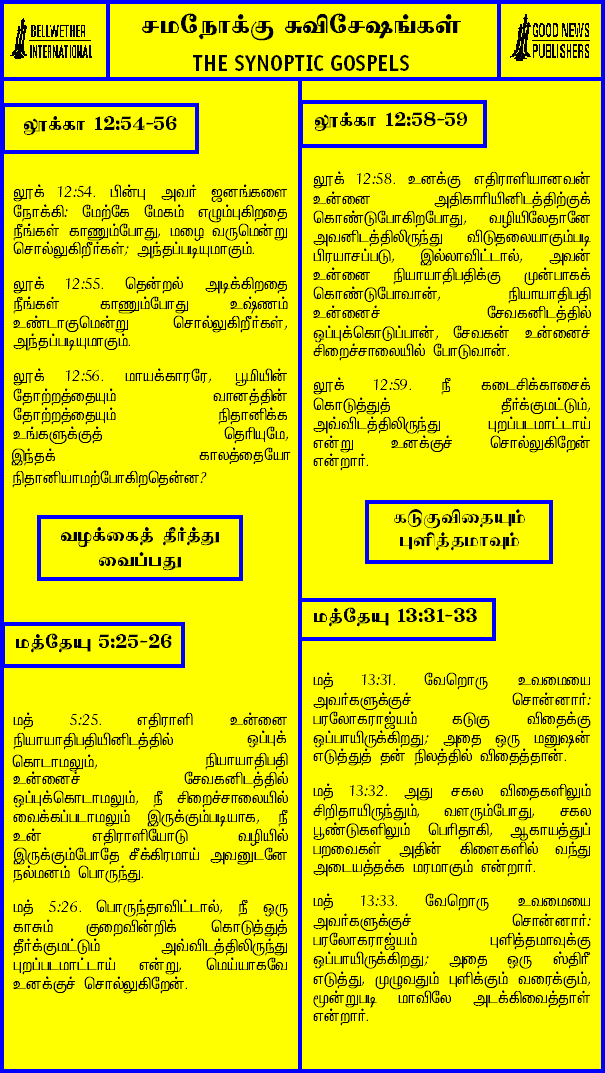 BELLWETHER
INTERNATIONAL
சமநோக்கு சுவிசேஷங்கள்
THE SYNOPTIC GOSPELS
GOOD NEWS
PUBLISHERS
லூக்கா 12:54-56
லூக் 12:54. பின்பு அவர் ஜனங்களை
நோக்கி: மேற்கே மேகம் எழும்புகிறதை
நீங்கள் காணும்போது, மழை வருமென்று
சொல்லுகிறீர்கள்; அந்தப்படியுமாகும்.
லூக் 12:55. தென்றல் அடிக்கிறதை
நீங்கள் காணும்போது உஷ்ணம்
உண்டாகுமென்று சொல்லுகிறீர்கள்,
அந்தப்படியுமாகும்.
லூக் 12:56. மாயக்காரரே, பூமியின்
தோற்றத்தையும் வானத்தின்
தோற்றத்தையும் நிதானிக்க
உங்களுக்குத் தெரியுமே,
இந்தக் காலத்தையோ
நிதானியாமற்போகிறதென்ன?
வழக்கைத் தீர்த்து
வைப்பது
மத்தேயு 5:25-26
மத் 5:25. எதிராளி உன்னை
நியாயாதிபதியினிடத்தில் ஒப்புக்
கொடாமலும், நியாயாதிபதி
உன்னைச் சேவகனிடத்தில்
ஒப்புக்கொடாமலும், நீ சிறைச்சாலையில்
வைக்கப்படாமலும் இருக்கும்படியாக, நீ
உன் எதிராளியோடு வழியில்
இருக்கும்போதே சீக்கிரமாய் அவனுடனே
நல்மனம் பொருந்து.
மத் 5:26. பொருந்தாவிட்டால், நீ ஒரு
காசும் குறைவின்றிக் கொடுத்துத்
தீர்க்குமட்டும் அவ்விடத்திலிருந்து
புறப்படமாட்டாய் என்று, மெய்யாகவே
உனக்குச் சொல்லுகிறேன்.
லூக்கா 12:58-59
லூக் 12:58. உனக்கு எதிராளியானவன்
உன்னை அதிகாரியினிடத்திற்குக்
கொண்டுபோகிறபோது, வழியிலேதானே
அவனிடத்திலிருந்து விடுதலையாகும்படி
பிரயாசப்படு, இல்லாவிட்டால், அவன்
உன்னை நியாயாதிபதிக்கு முன்பாகக்
கொண்டுபோவான், நியாயாதிபதி
உன்னைச் சேவகனிடத்தில்
ஒப்புக்கொடுப்பான், சேவகன் உன்னைச்
சிறைச்சாலையில் போடுவான்.
லூக் 12:59. நீ கடைசிக்காசைக்
கொடுத்துத் தீர்க்குமட்டும்,
அவ்விடத்திலிருந்து புறப்படமாட்டாய்
என்று உனக்குச் சொல்லுகிறேன்
என்றார்.
கடுகுவிதையும்
புளித்தமாவும்
மத்தேயு 13:31-33
மத் 13:31. வேறொரு உவமையை
அவர்களுக்குச் சொன்னார்:
பரலோகராஜ்யம் கடுகு விதைக்கு
ஒப்பாயிருக்கிறது; அதை ஒரு மனுஷன்
எடுத்துத் தன் நிலத்தில் விதைத்தான்.
மத் 13:32. அது சகல விதைகளிலும்
சிறிதாயிருந்தும், வளரும்போது, சகல
பூண்டுகளிலும் பெரிதாகி, ஆகாயத்துப்
பறவைகள் அதின் கிளைகளில் வந்து
அடையத்தக்க மரமாகும் என்றார்.
மத் 13:33. வேறொரு உவமையை
அவர்களுக்குச் சொன்னார்:
பரலோகராஜ்யம் புளித்தமாவுக்கு
ஒப்பாயிருக்கிறது; அதை ஒரு ஸ்திரீ
எடுத்து, முழுவதும் புளிக்கும் வரைக்கும்,
மூன்றுபடி மாவிலே அடக்கிவைத்தாள்
என்றார்.